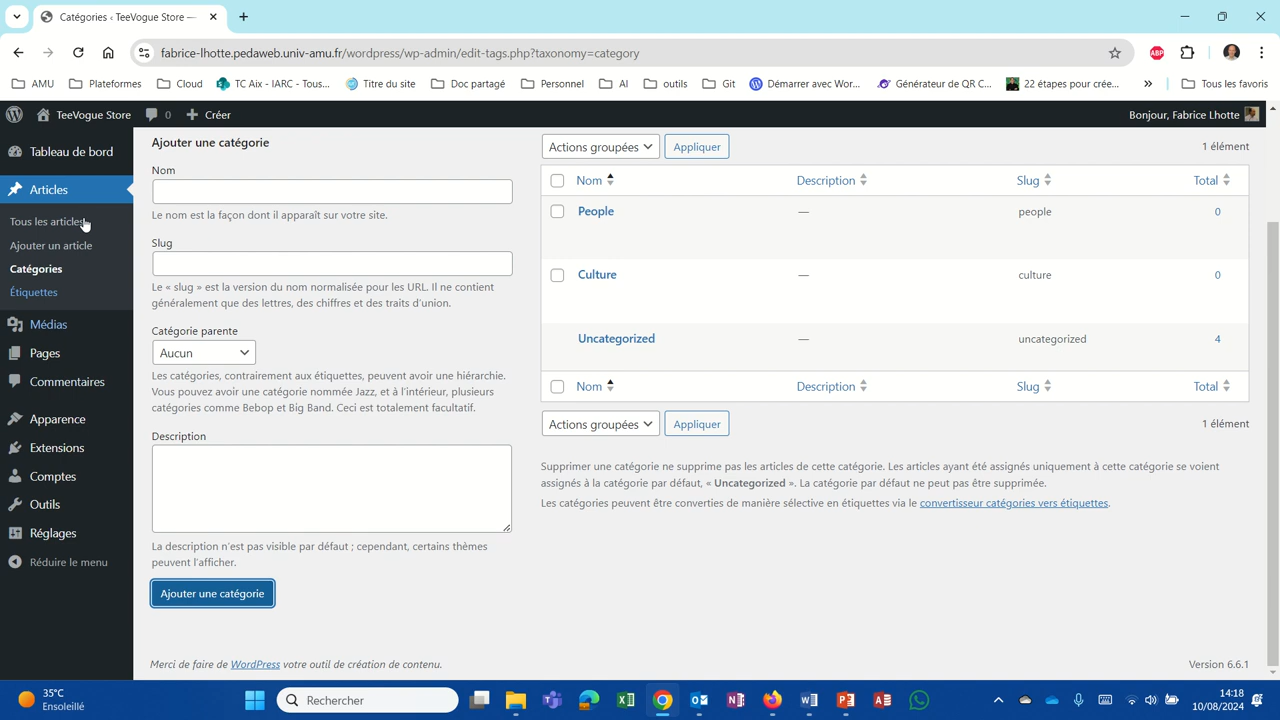 Catégories ‹ TeeVogue Store —
fabrice-lhotte.pedaweb.univ-amu.fr/wordpress/wp-admin/edit-tags.php?taxonomy=category
ABP
AMU
Plateformes
Cloud
TC Aix - IARC - Tous...
Titre du site
Doc partagé
Personnel
AI
outils
Git
Démarrer avec Wor...
Générateur de QR C...
22 étapes pour crée...
»
Tous les favoris
TeeVogue Store
0
Créer
Bonjour, Fabrice Lhotte
Tableau de bord
Articles
Tous les articles
Ajouter un article
Catégories
Étiquettes
Médias
Pages
Commentaires
Apparence
Extensions
Comptes
Outils
Réglages
Réduire le menu
Ajouter une catégorie
Nom
Le nom est la façon dont il apparaît sur votre site.
Slug
Le « slug » est la version du nom normalisée pour les URL. Il ne contient
généralement que des lettres, des chiffres et des traits d'union.
Catégorie parente
Aucun
Les catégories, contrairement aux étiquettes, peuvent avoir une hiérarchie.
Vous pouvez avoir une catégorie nommée Jazz, et à l'intérieur, plusieurs
catégories comme Bebop et Big Band. Ceci est totalement facultatif.
Description
La description n'est pas visible par défaut ; cependant, certains thèmes
peuvent l'afficher.
Ajouter une catégorie
Actions groupées
Appliquer
1 élément
Nom Description Slug Total
People — people 0
Culture — culture 0
Uncategorized — uncategorized 4
Nom Description Slug Total
Actions groupées
Appliquer
1 élément
Supprimer une catégorie ne supprime pas les articles de cette catégorie. Les articles ayant été assignés uniquement à cette catégorie se voient
assignés à la catégorie par défaut, « Uncategorized ». La catégorie par défaut ne peut pas être supprimée.
Les catégories peuvent être converties de manière sélective en étiquettes via le convertisseur catégories vers étiquettes.
Merci de faire de WordPress votre outil de création de contenu.
Version 6.6.1
35°C
Ensoleillé
Rechercher
14:18
10/08/2024